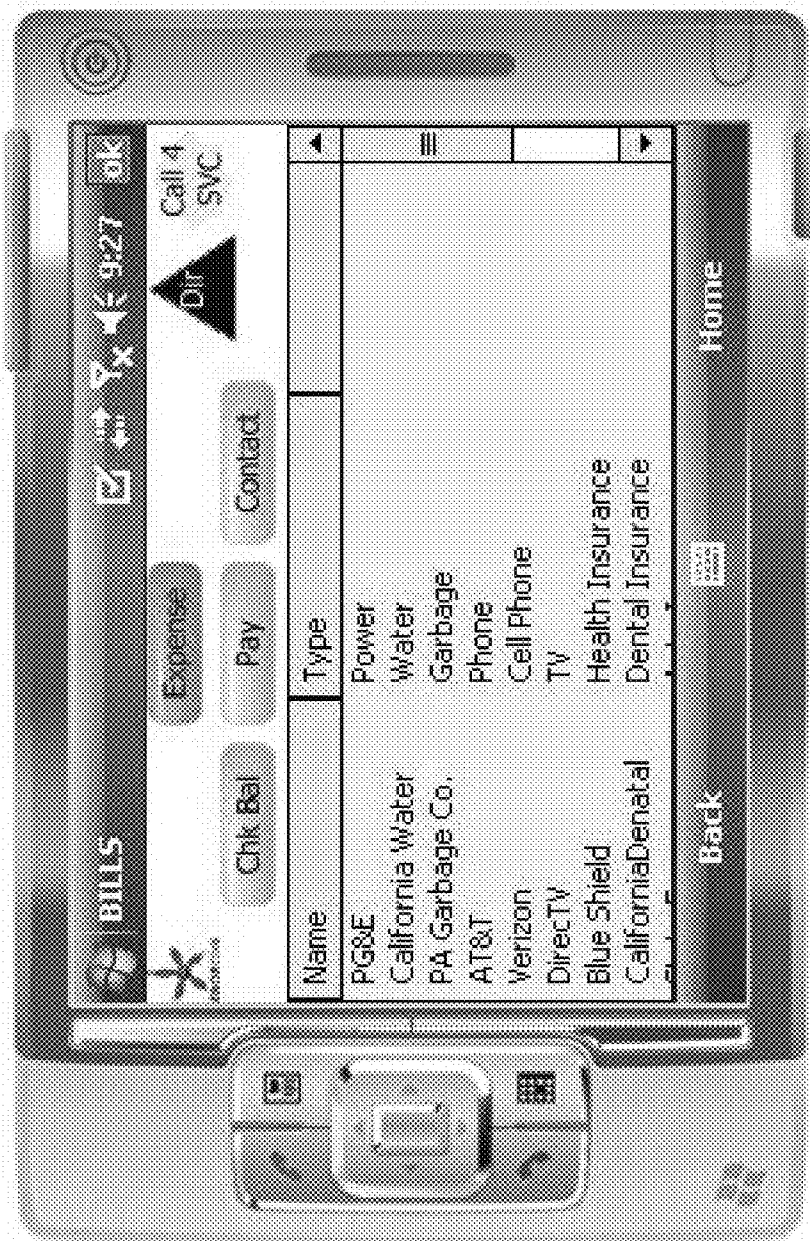 BILLS 9:27 ok
Expense
Call 4
SVC
Dir
Chk Bal Pay Contact
Name Type
PG&E Power
California Water Water
PA Garbage Co. Garbage
AT&T Phone
Verizon Cell Phone
DirecTV TV
Blue Shield Health Insurance
CaliforniaDenatal Dental Insurance
Back Home